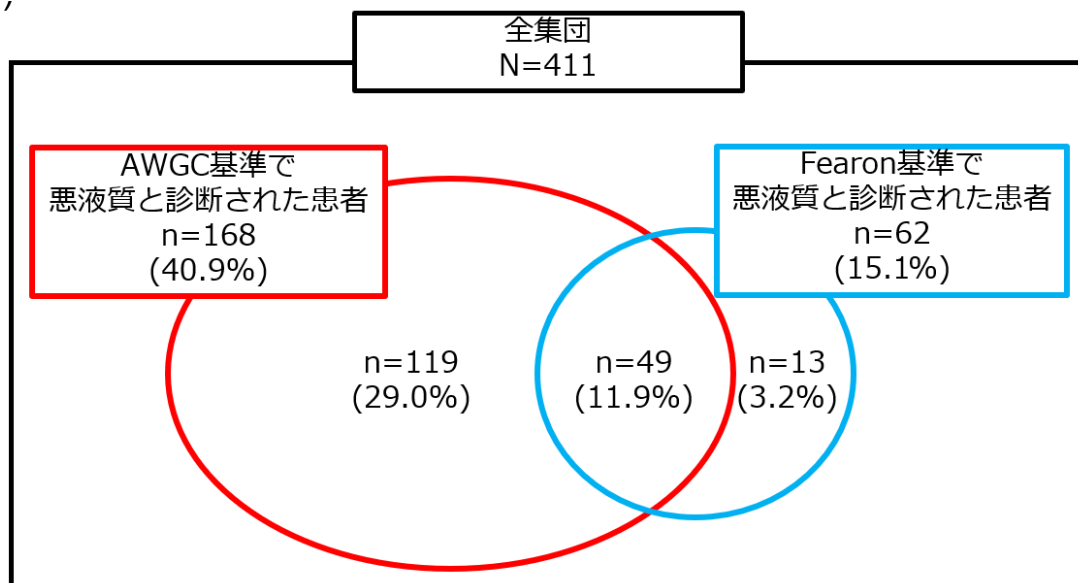 )
全集団
N=411
AWGC基準で
悪液質と診断された患者
n=168
(40.9%)
Fearon基準で
悪液質と診断された患者
n=62
(15.1%)
n=119
(29.0%)
n=49
(11.9%)
n=13
(3.2%)